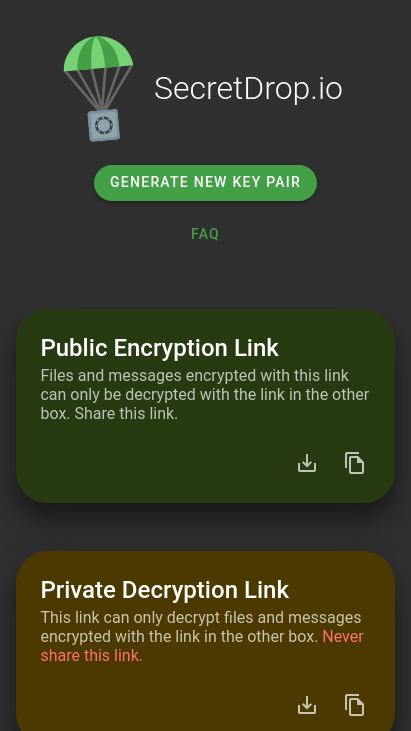 SecretDrop.io
GENERATE NEW KEY PAIR
FAQ
Public Encryption Link
Files and messages encrypted with this link
can only be decrypted with the link in the other
box. Share this link.
Private Decryption Link
This link can only decrypt files and messages
encrypted with the link in the other box. Never
share this link.